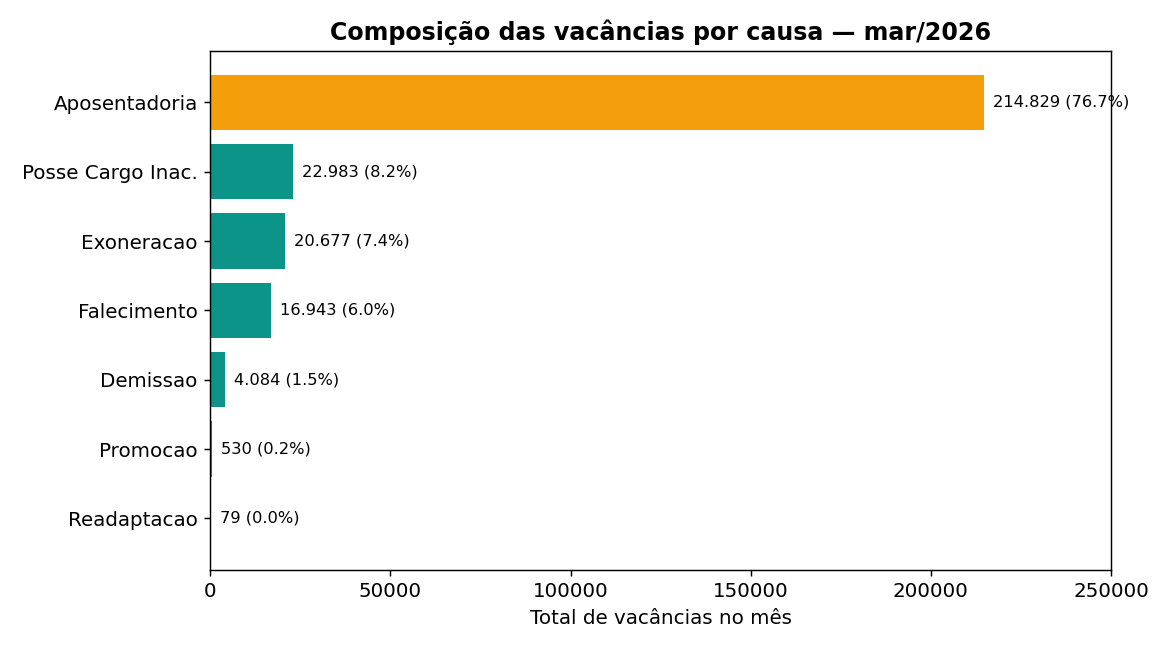 Composição das vacâncias por causa — mar/2026
Aposentadoria
214.829 (76.7%)
Posse Cargo Inac.
22.983 (8.2%)
Exoneracao
20.677 (7.4%)
Falecimento
16.943 (6.0%)
Demissao
4.084 (1.5%)
Promocao
530 (0.2%)
Readaptacao
79 (0.0%)
0 50000 100000 150000 200000 250000
Total de vacâncias no mês